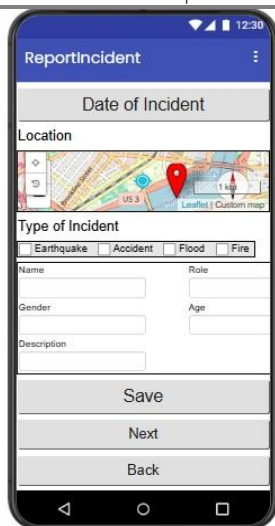 12:30
ReportIncident
Date of Incident
Location
US 3
1 km
Leaflet | Custom map
Type of Incident
Earthquake Accident Flood Fire
Name Role
Gender Age
Description
Save
Next
Back